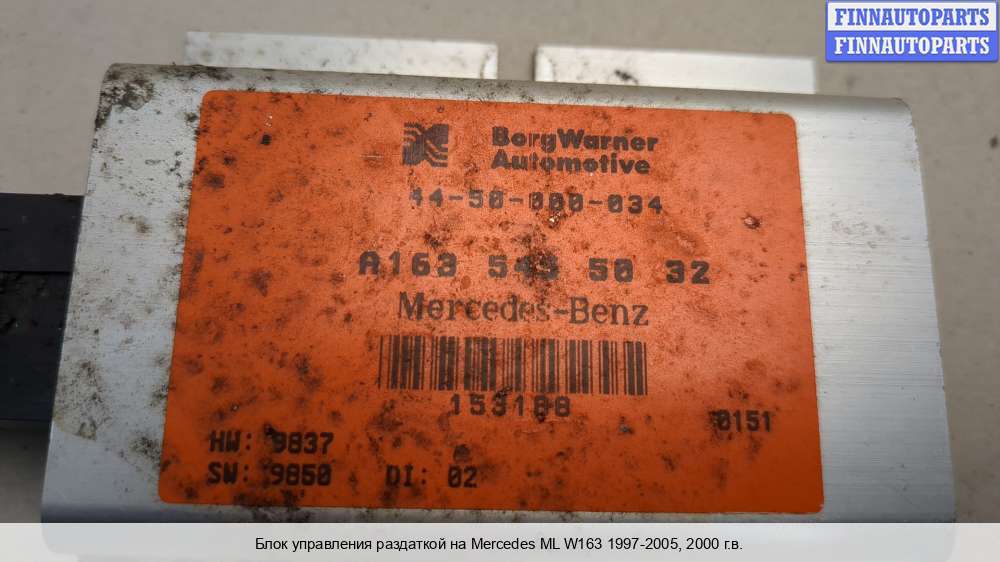 FINNAUTOPARTS
FINNAUTOPARTS
BorgWarner
Automotive
44-50-000-034
A163 545 50 32
Mercedes-Benz
153188
0151
HW: 9837
SW: 9850 DI: 02
Блок управления раздаткой на Mercedes ML W163 1997-2005, 2000 г.в.